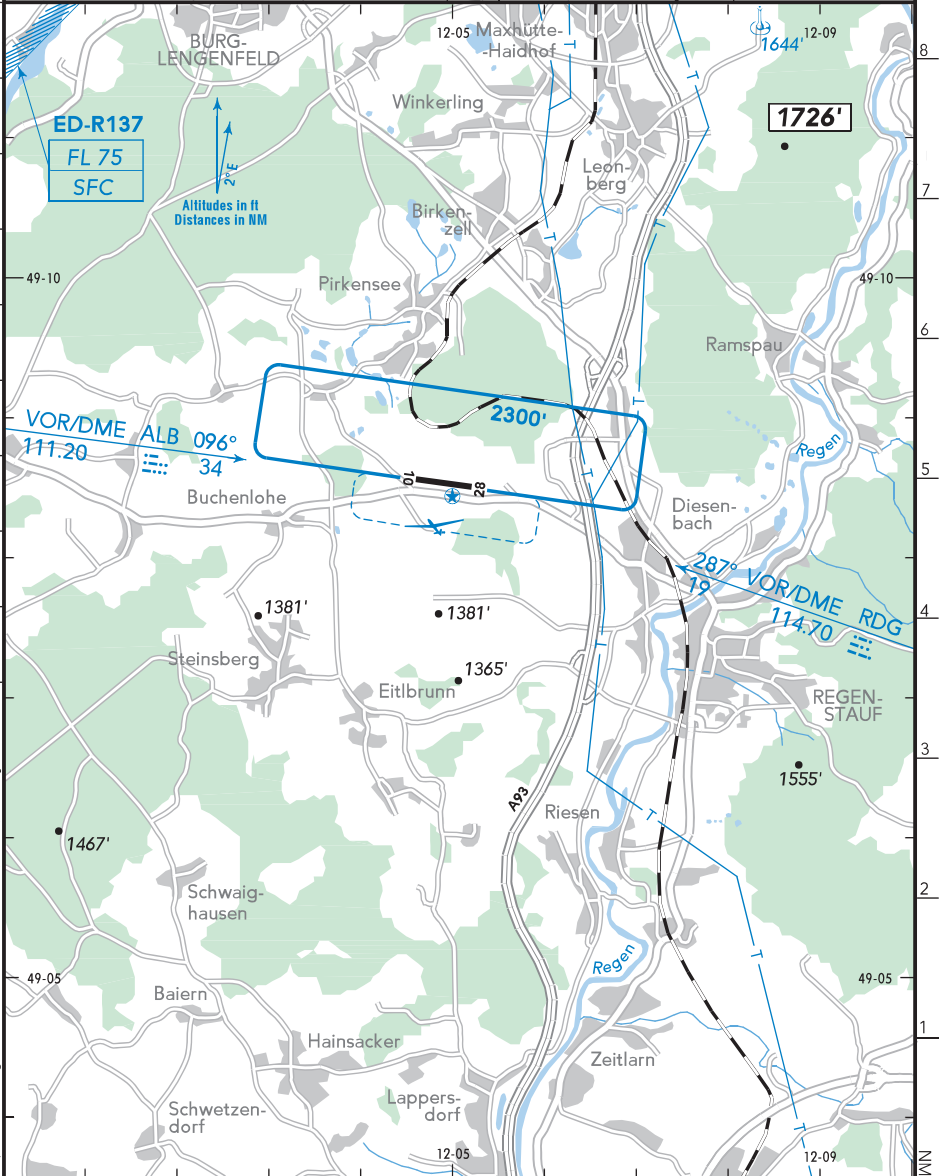 12-05
12-09
8
BURG-
LENGENFELD
Maxhütte-
-Haidhof
T
1644'
T
Winkerling
1726'
ED-R137
FL 75
SFC
2°E
Altitudes in ft
Distances in NM
Leon-
berg
7
Birken-
zell
T
T
49-10
49-10
Pirkensee
6
Ramspau
T
2300'
VOR/DME ALB 096°
111.20
34
Regen
T
5
10
28
Buchenlohe
Diesen-
bach
287° VOR/DME RDG
19
114.70
1381'
1381'
4
T
Steinsberg
1365'
Eitlbrunn
REGEN-
STAUF
3
1555'
A93
Riesen
T
1467'
Schwaig-
hausen
2
T
Regen
49-05
49-05
Baiern
1
Hainsacker
Zeitlarn
Lappers-
dorf
Schwetzen-
dorf
T
12-05
12-09
NM